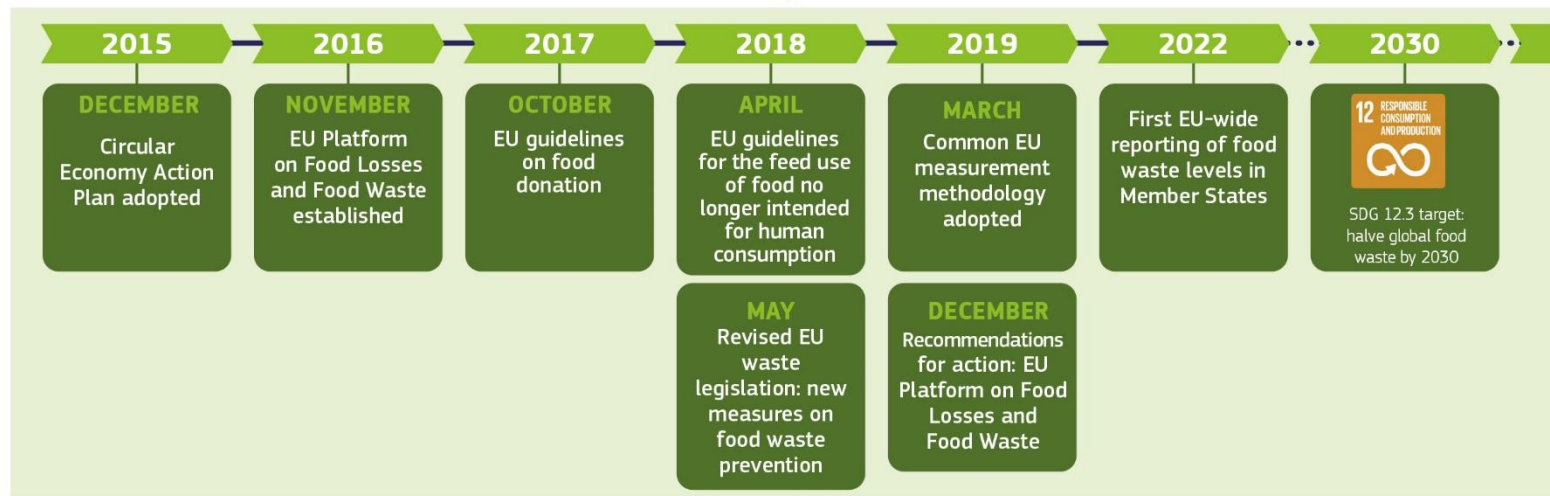 2015
2016
2017
2018
2019
2022
2030
DECEMBER
Circular
Economy Action
Plan adopted
NOVEMBER
EU Platform
on Food Losses
and Food Waste
established
OCTOBER
EU guidelines
on food
donation
APRIL
EU guidelines
for the feed use
of food no
longer intended
for human
consumption
MAY
Revised EU
waste
legislation: new
measures on
food waste
prevention
MARCH
Common EU
measurement
methodology
adopted
DECEMBER
Recommendations
for action: EU
Platform on Food
Losses and
Food Waste
First EU-wide
reporting of food
waste levels in
Member States
12 RESPONSIBLE
CONSUMPTION
AND PRODUCTION
SDG 12.3 target:
halve global food
waste by 2030